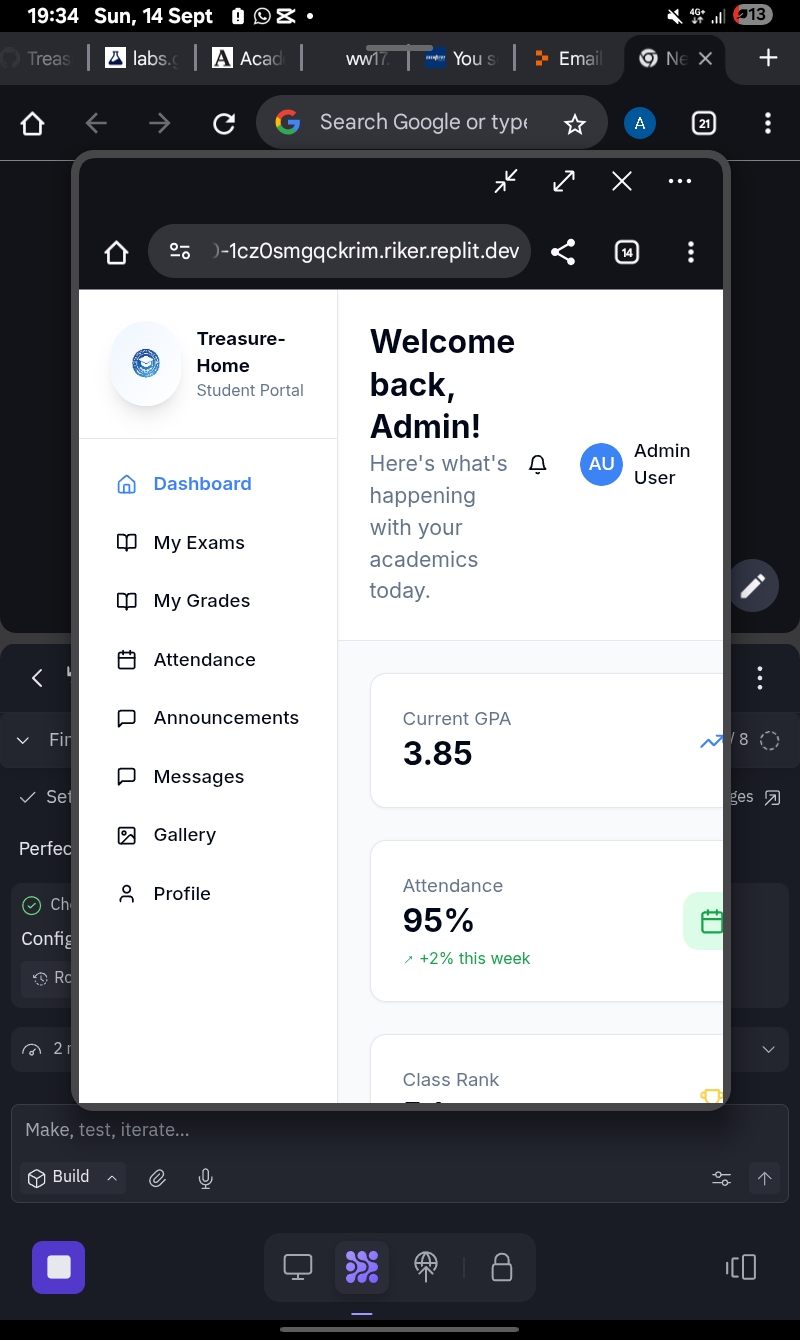 19:34 Sun, 14 Sept
4G+
13
Treas
labs.g
Acad
ww17.
You s
Email
Ne
Search Google or type
A
21
-1cz0smgqckrim.riker.replit.dev
14
Treasure-
Home
Student Portal
Dashboard
My Exams
My Grades
Attendance
Announcements
Messages
Gallery
Profile
Welcome
back,
Admin!
Here's what's
happening
with your
academics
today.
AU
Admin
User
Current GPA
3.85
Attendance
95%
↗ +2% this week
Class Rank
Fin
/ 8
Set
ges
Perfec
Che
Config
Ro
2 m
Make, test, iterate...
Build